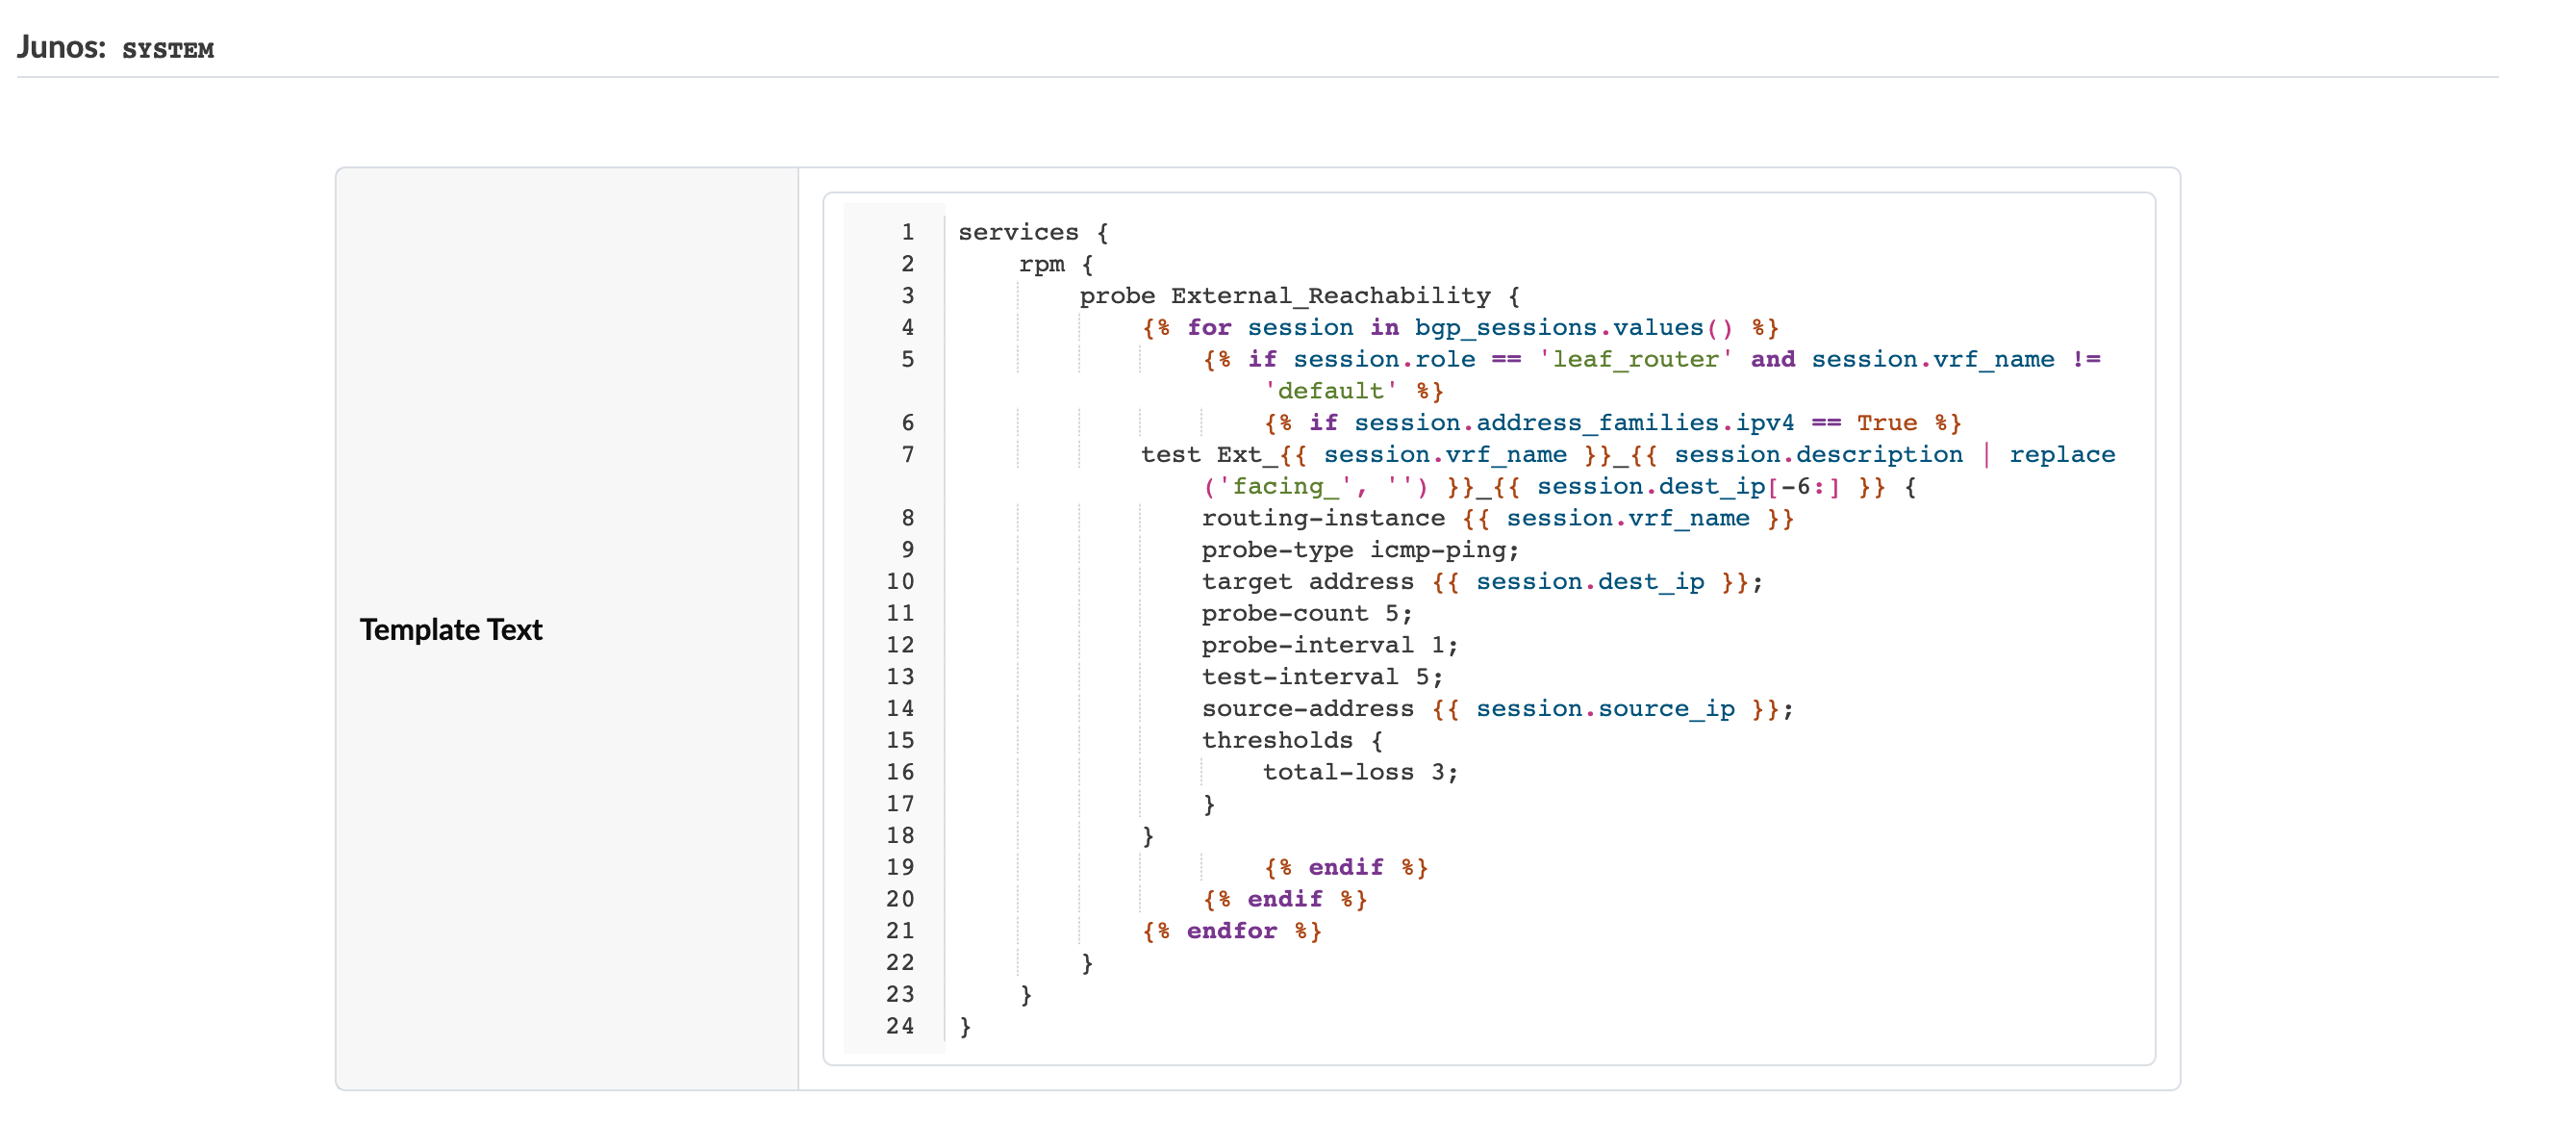 Junos: SYSTEM
Template Text
1 services {
2     rpm {
3         probe External_Reachability {
4             {% for session in bgp_sessions.values() %}
5                 {% if session.role == 'leaf_router' and session.vrf_name !=
                    'default' %}
6                     {% if session.address_families.ipv4 == True %}
7             test Ext_{{ session.vrf_name }}_{{ session.description | replace
                ('facing_', '') }}_{{ session.dest_ip[-6:] }} {
8                 routing-instance {{ session.vrf_name }}
9                 probe-type icmp-ping;
10                 target address {{ session.dest_ip }};
11                 probe-count 5;
12                 probe-interval 1;
13                 test-interval 5;
14                 source-address {{ session.source_ip }};
15                 thresholds {
16                     total-loss 3;
17                 }
18             }
19                     {% endif %}
20                 {% endif %}
21             {% endfor %}
22         }
23     }
24 }